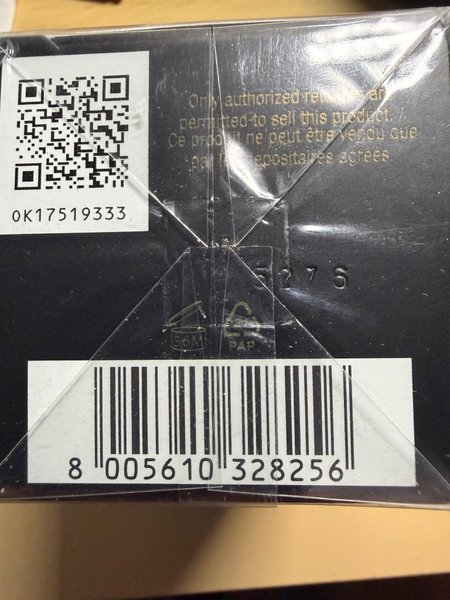 Only authorized retailers are
permitted to sell this product. /
Ce produit ne peut être vendu que
par les dépositaires agréés.
OK17519333
5276
36M
PAP
8 005610 328256